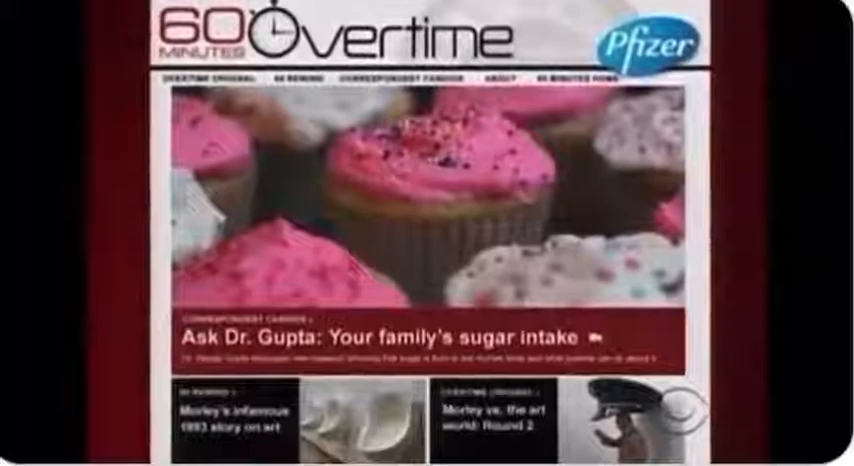 60 Overtime
MINUTES
Pfizer
OVERTIME ORIGINAL 60 REWIND CORRESPONDENT CANDIDS ABOUT 60 MINUTES HOME
CORRESPONDENT CANDIDS
Ask Dr. Gupta: Your family's sugar intake
60 REWIND
Morley's infamous
1993 story on art
OVERTIME ORIGINAL
Morley vs. the art
world: Round 2